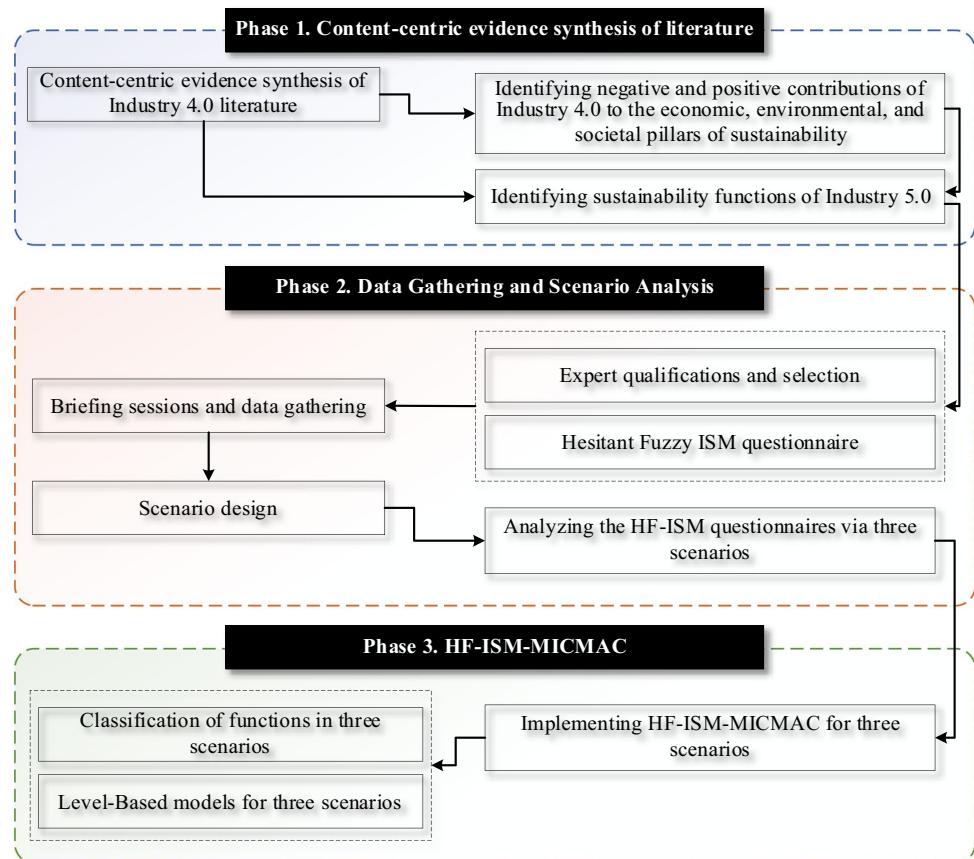 Phase 1. Content-centric evidence synthesis of literature
Content-centric evidence synthesis of
Industry 4.0 literature
Identifying negative and positive contributions of
Industry 4.0 to the economic, environmental, and
societal pillars of sustainability
Identifying sustainability functions of Industry 5.0
Phase 2. Data Gathering and Scenario Analysis
Expert qualifications and selection
Briefing sessions and data gathering
Hesitant Fuzzy ISM questionnaire
Scenario design
Analyzing the HF-ISM questionnaires via three
scenarios
Phase 3. HF-ISM-MICMAC
Classification of functions in three
scenarios
Implementing HF-ISM-MICMAC for three
scenarios
Level-Based models for three scenarios